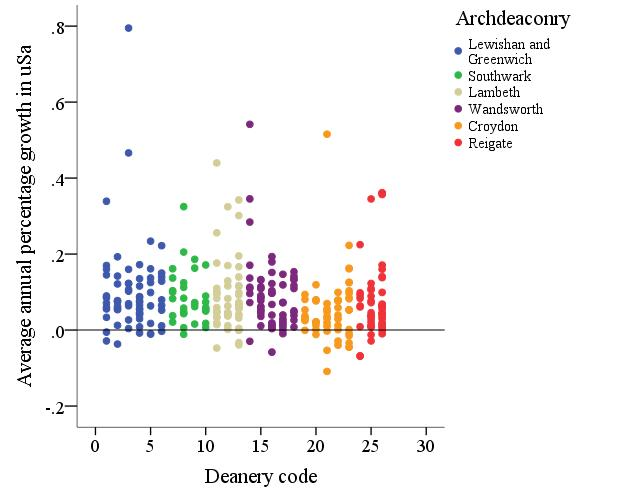 Archdeaconry
Lewishan and
Greenwich
Southwark
Lambeth
Wandsworth
Croydon
Reigate
Average annual percentage growth in uSa
.8
.6
.4
.2
.0
-.2
0 5 10 15 20 25 30
Deanery code